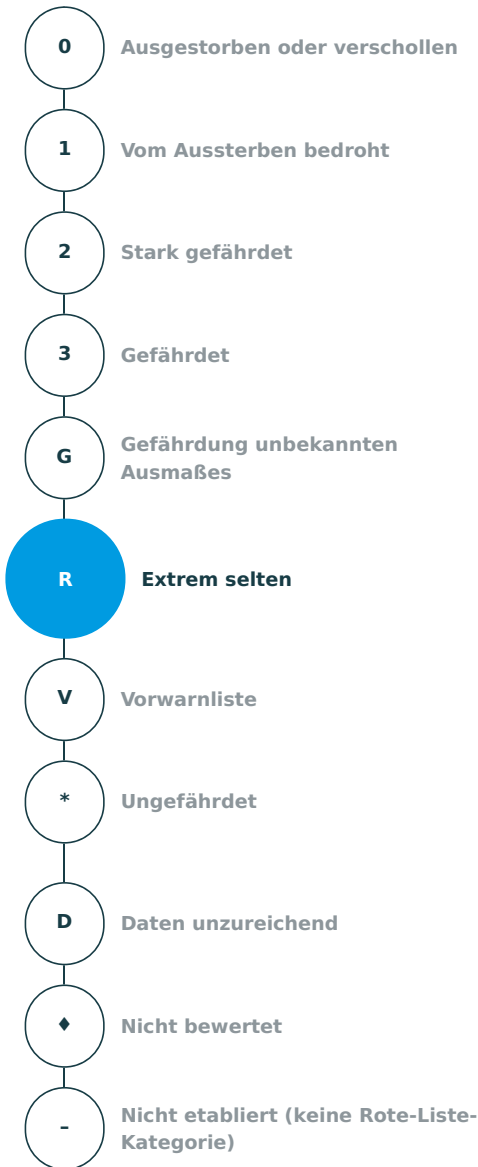 0 Ausgestorben oder verschollen
1 Vom Aussterben bedroht
2 Stark gefährdet
3 Gefährdet
G Gefährdung unbekannten
Ausmaßes
R Extrem selten
V Vorwarnliste
* Ungefährdet
D Daten unzureichend
♦ Nicht bewertet
– Nicht etabliert (keine Rote-Liste-
Kategorie)